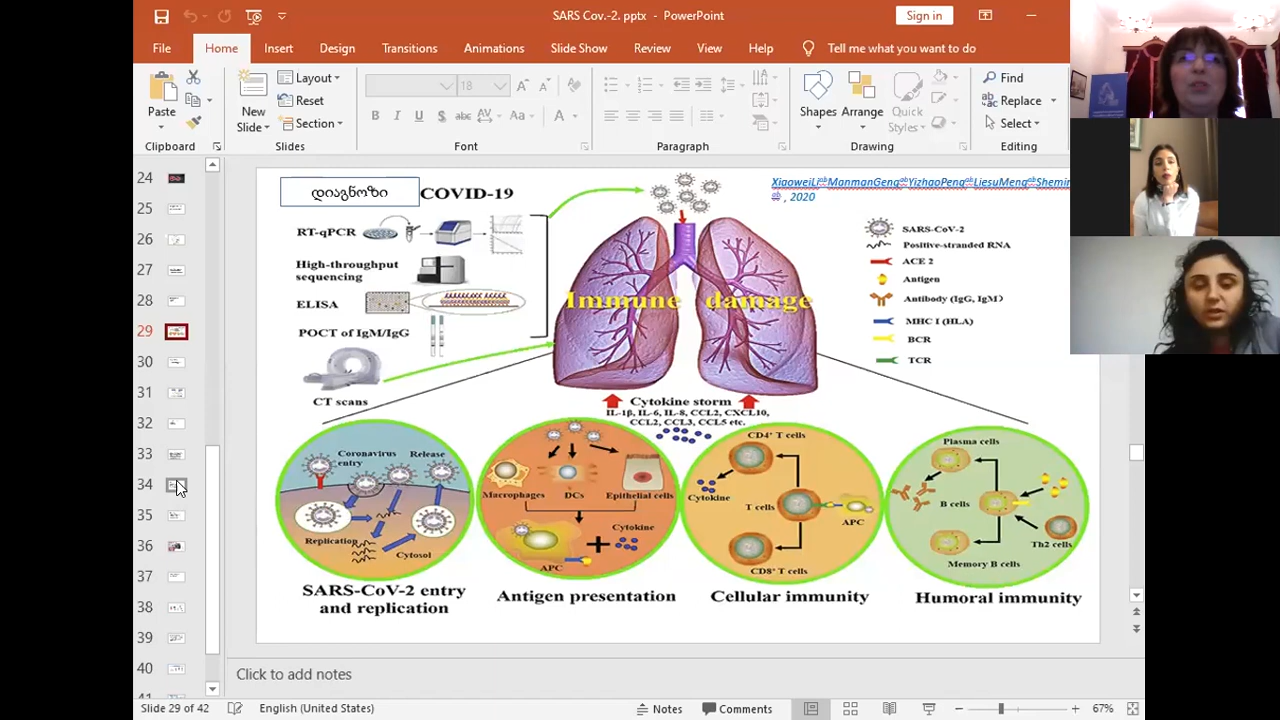 SARS Cov.-2. pptx - PowerPoint
Sign in
File
Home
Insert
Design
Transitions
Animations
Slide Show
Review
View
Help
Tell me what you want to do
Paste
New Slide
Layout
Reset
Section
18
B I U S abc AV Aa A
Shapes
Arrange
Quick Styles
Find
Replace
Select
Clipboard
Slides
Font
Paragraph
Drawing
Editing
24
25
26
27
28
29
30
31
32
33
34
35
36
37
38
39
40
41
დიაგნოზი COVID-19
XiaoweiLiManmanGengYizhaoPengLiesuMengShemin
, 2020
RT-qPCR
High-throughput
sequencing
ELISA
POCT of IgM/IgG
CT scans
Immune damage
SARS-CoV-2
Positive-stranded RNA
ACE 2
Antigen
Antibody (IgG, IgM)
MHC I (HLA)
BCR
TCR
Cytokine storm
IL-1β, IL-6, IL-8, CCL2, CXCL10,
CCL2, CCL3, CCL5 etc.
Coronavirus
entry
Release
Replication
Cytosol
SARS-CoV-2 entry
and replication
Macrophages
DCs
Epithelial cells
Cytokine
APC
Antigen presentation
CD4⁺ T cells
Cytokine
T cells
APC
CD8⁺ T cells
Cellular immunity
Plasma cells
B cells
Th2 cells
Memory B cells
Humoral immunity
Click to add notes
Slide 29 of 42
English (United States)
Notes
Comments
67%